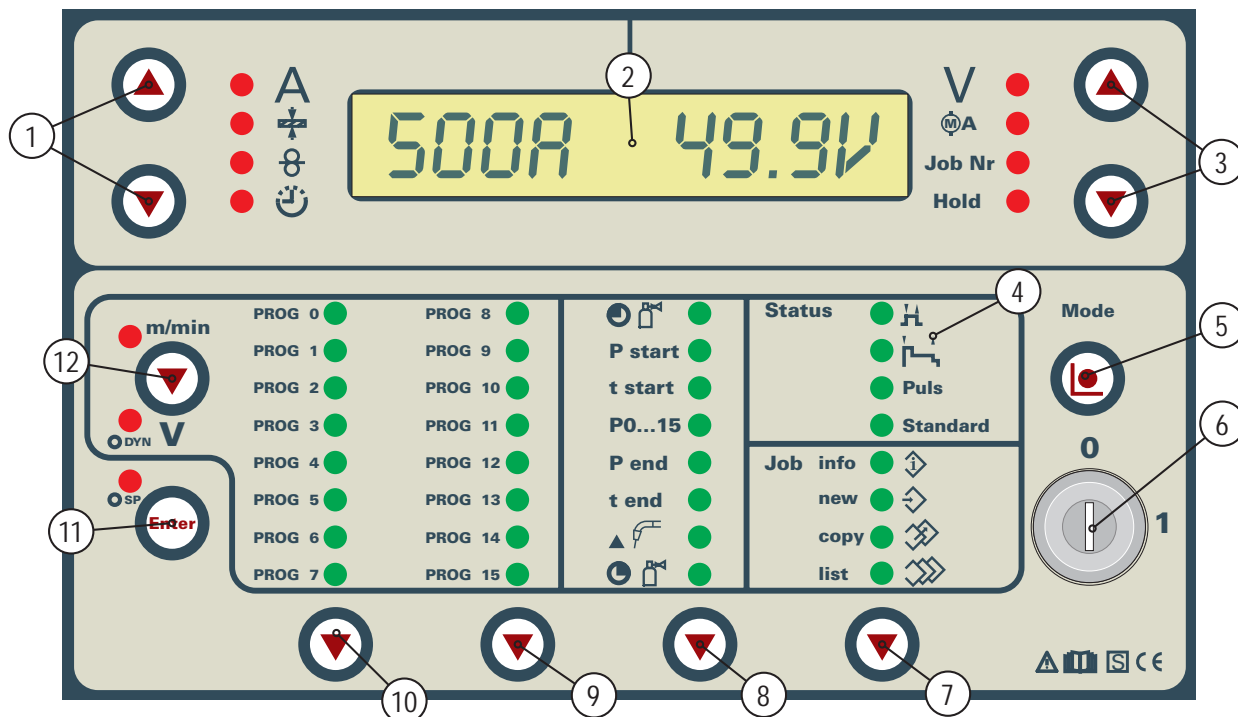 2
1
3
A
500A 49.9V
V
M A
Job Nr
Hold
4
5
6
12
11
m/min
DYN V
SP
Enter
PROG 0
PROG 1
PROG 2
PROG 3
PROG 4
PROG 5
PROG 6
PROG 7
PROG 8
PROG 9
PROG 10
PROG 11
PROG 12
PROG 13
PROG 14
PROG 15
P start
t start
P0...15
P end
t end
Status
Puls
Standard
Job info i
new
copy
list
Mode
0
1
S CE
10
9
8
7